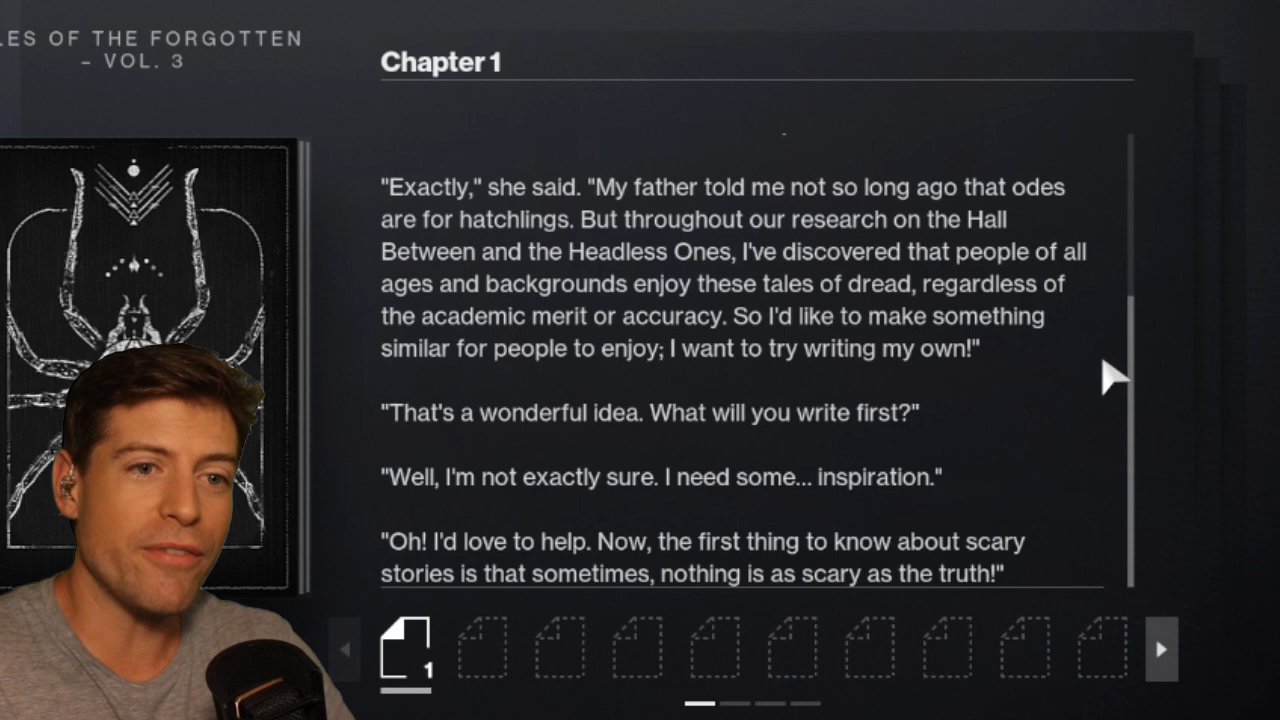 LES OF THE FORGOTTEN
– VOL. 3
Chapter 1
"Exactly," she said. "My father told me not so long ago that odes
are for hatchlings. But throughout our research on the Hall
Between and the Headless Ones, I've discovered that people of all
ages and backgrounds enjoy these tales of dread, regardless of
the academic merit or accuracy. So I'd like to make something
similar for people to enjoy; I want to try writing my own!"
"That's a wonderful idea. What will you write first?"
"Well, I'm not exactly sure. I need some... inspiration."
"Oh! I'd love to help. Now, the first thing to know about scary
stories is that sometimes, nothing is as scary as the truth!"
1